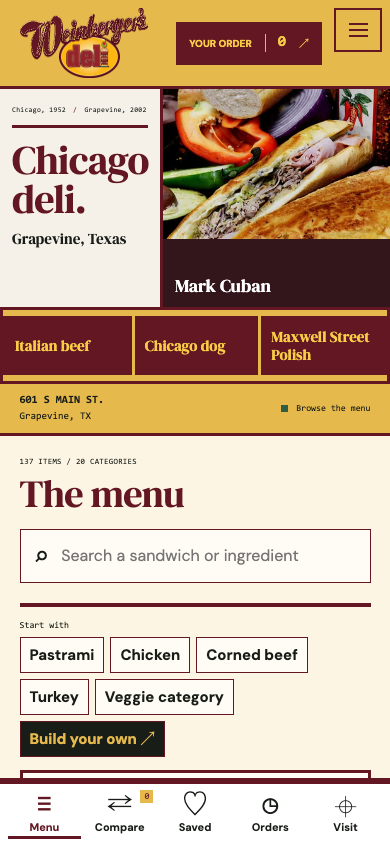 Weinberger's
deli
YOUR ORDER 0 ↗
Chicago, 1952 / Grapevine, 2002
Chicago
deli.
Grapevine, Texas
Mark Cuban
Italian beef
Chicago dog
Maxwell Street
Polish
601 S MAIN ST.
Grapevine, TX
Browse the menu
137 ITEMS / 20 CATEGORIES
The menu
Search a sandwich or ingredient
Start with
Pastrami
Chicken
Corned beef
Turkey
Veggie category
Build your own ↗
Menu
0
Compare
Saved
Orders
Visit